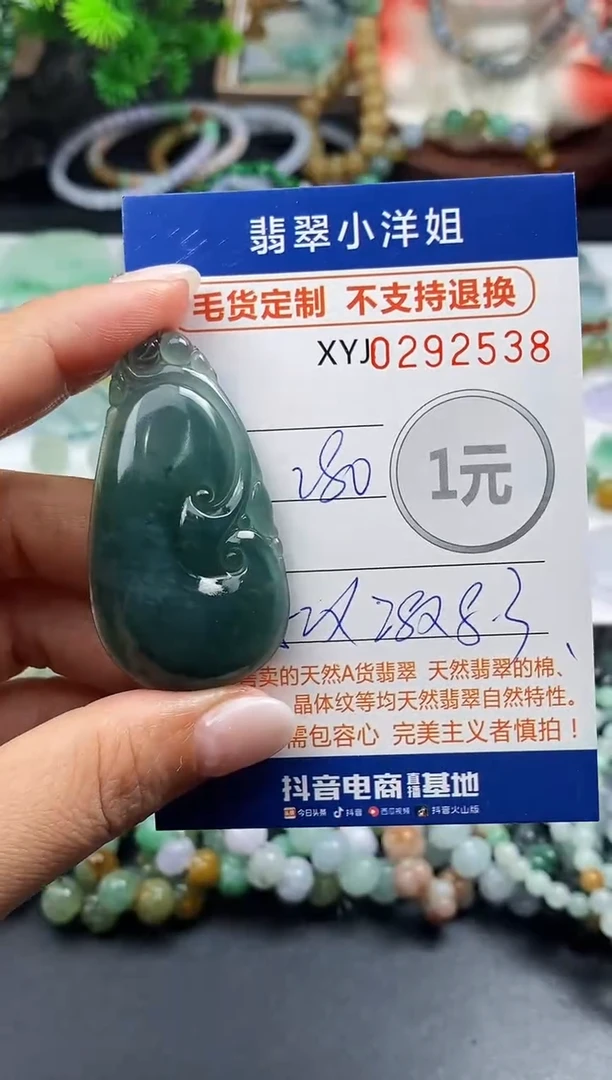 翡翠小洋姐
毛货定制 不支持退换
XYJ0292538
280
1元
卖的天然A货翡翠 天然翡翠的棉、
晶体纹等均天然翡翠自然特性。
需包容心 完美主义者慎拍！
抖音电商直播基地
今日头条 抖音 西瓜视频 抖音火山版